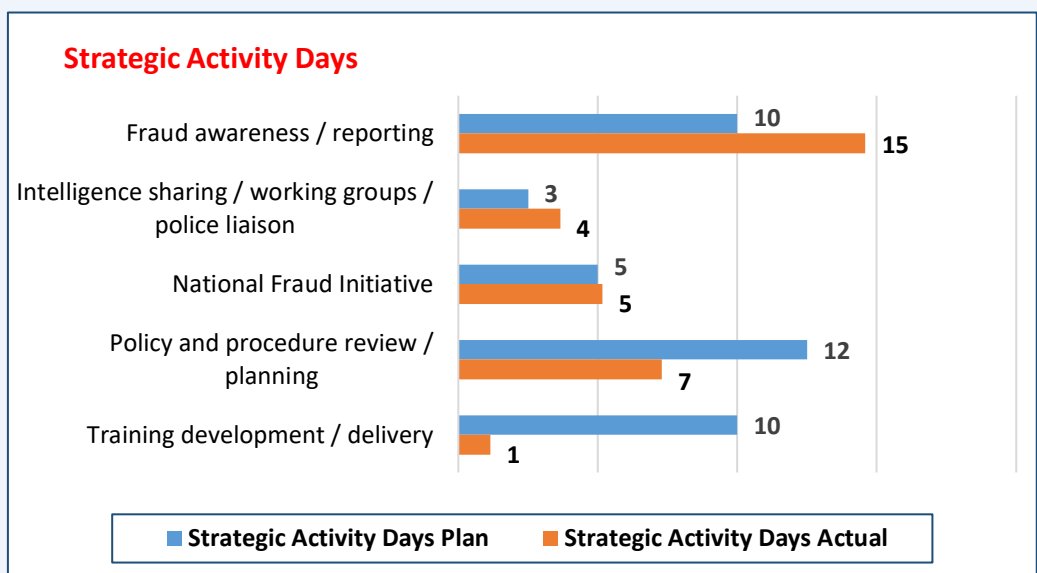 Strategic Activity Days
Fraud awareness / reporting
10
15
Intelligence sharing / working groups /
police liaison
3
4
National Fraud Initiative
5
5
Policy and procedure review /
planning
12
7
Training development / delivery
10
1
Strategic Activity Days Plan
Strategic Activity Days Actual